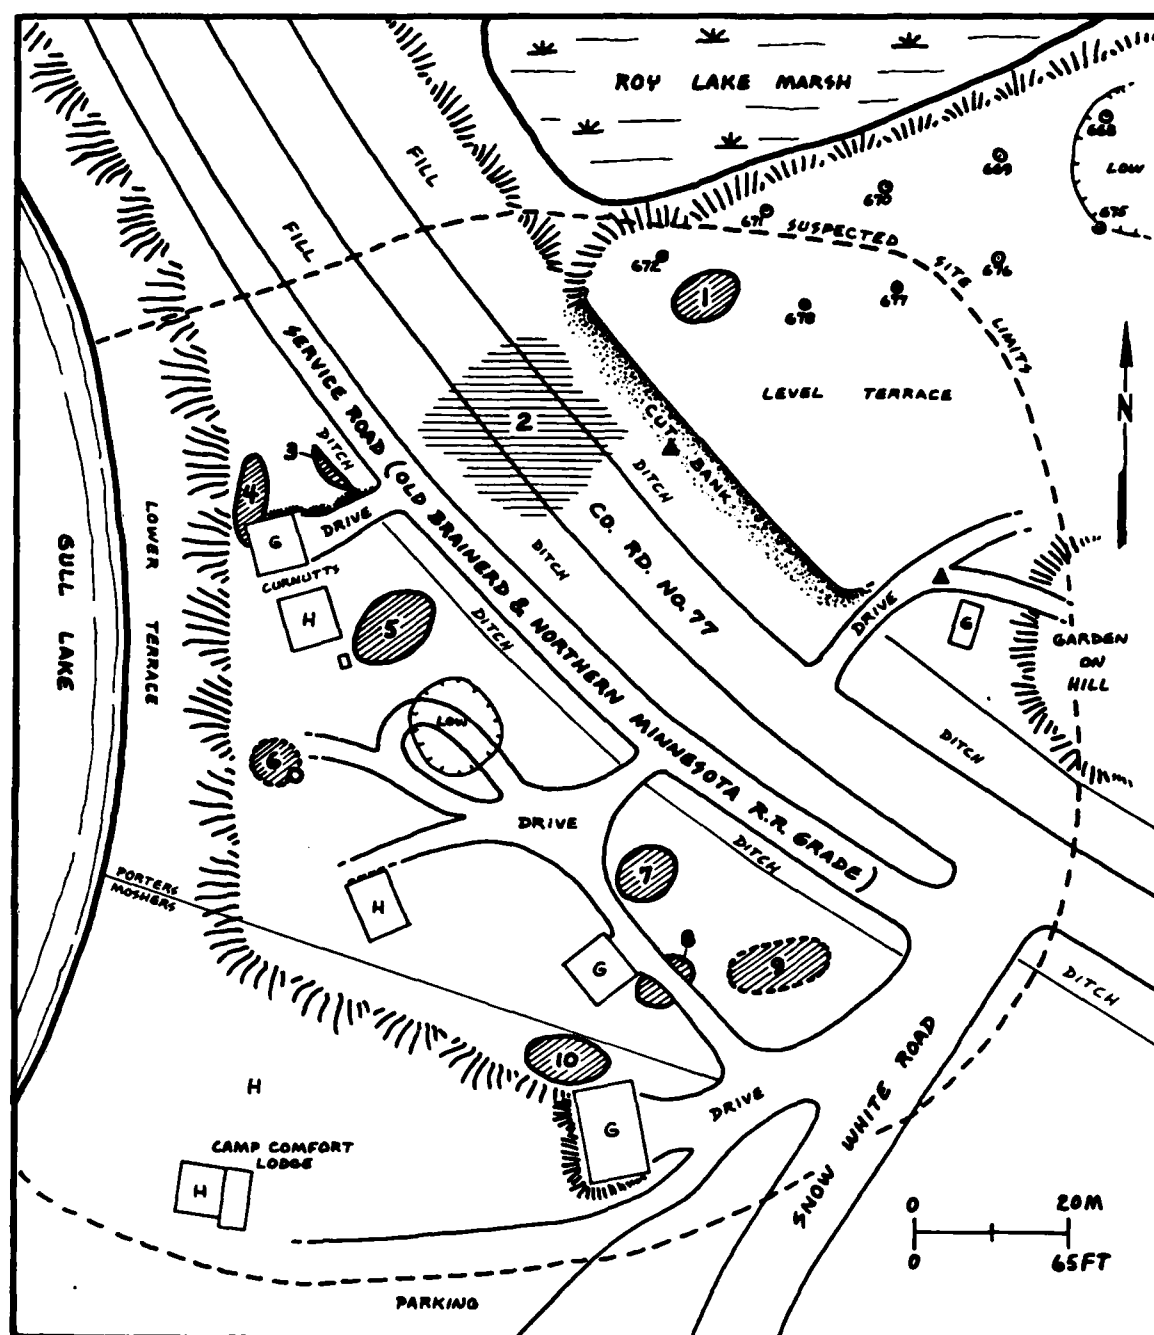 ROY LAKE MARSH
FILL
FILL
668
669
LOW
670
671
675
SUSPECTED
SITE
LIMITS
672
676
677
678
1
LEVEL TERRACE
N
2
CUT BANK
DITCH
SERVICE ROAD (OLD BRAINERD & NORTHERN MINNESOTA R.R. GRADE)
CO. RD. NO. 77
DITCH
3
4
DRIVE
G
CURNUTTS
H
5
DITCH
DITCH
DRIVE
G
GARDEN
ON
HILL
DITCH
GULL LAKE
LOWER TERRACE
LOW
6
DRIVE
DITCH
7
PORTERS
MOSHERS
H
8
G
9
DITCH
10
G
DRIVE
SNOW WHITE ROAD
H
CAMP COMFORT
LODGE
H
PARKING
0 20M
0 65FT